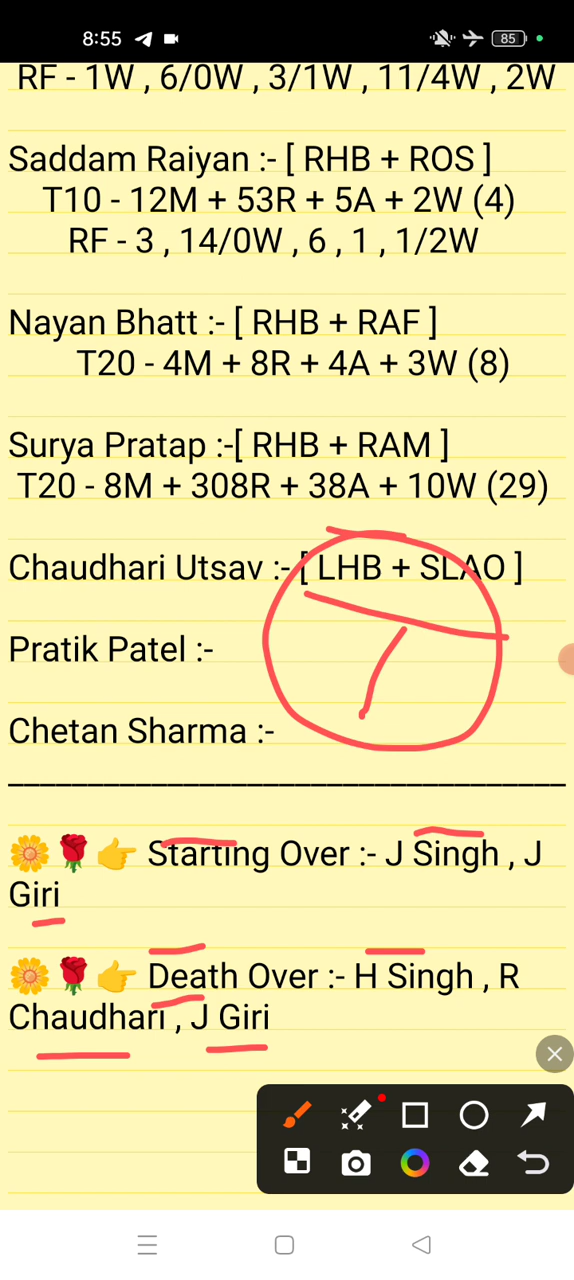 8:55 85
RF - 1W , 6/0W , 3/1W , 11/4W , 2W
Saddam Raiyan :- [ RHB + ROS ]
T10 - 12M + 53R + 5A + 2W (4)
RF - 3 , 14/0W , 6 , 1 , 1/2W
Nayan Bhatt :- [ RHB + RAF ]
T20 - 4M + 8R + 4A + 3W (8)
Surya Pratap :-[ RHB + RAM ]
T20 - 8M + 308R + 38A + 10W (29)
Chaudhari Utsav :- [ LHB + SLAO ]
Pratik Patel :-
Chetan Sharma :-
🌼🌹👉 Starting Over :- J Singh , J
Giri
🌼🌹👉 Death Over :- H Singh , R
Chaudhari , J Giri